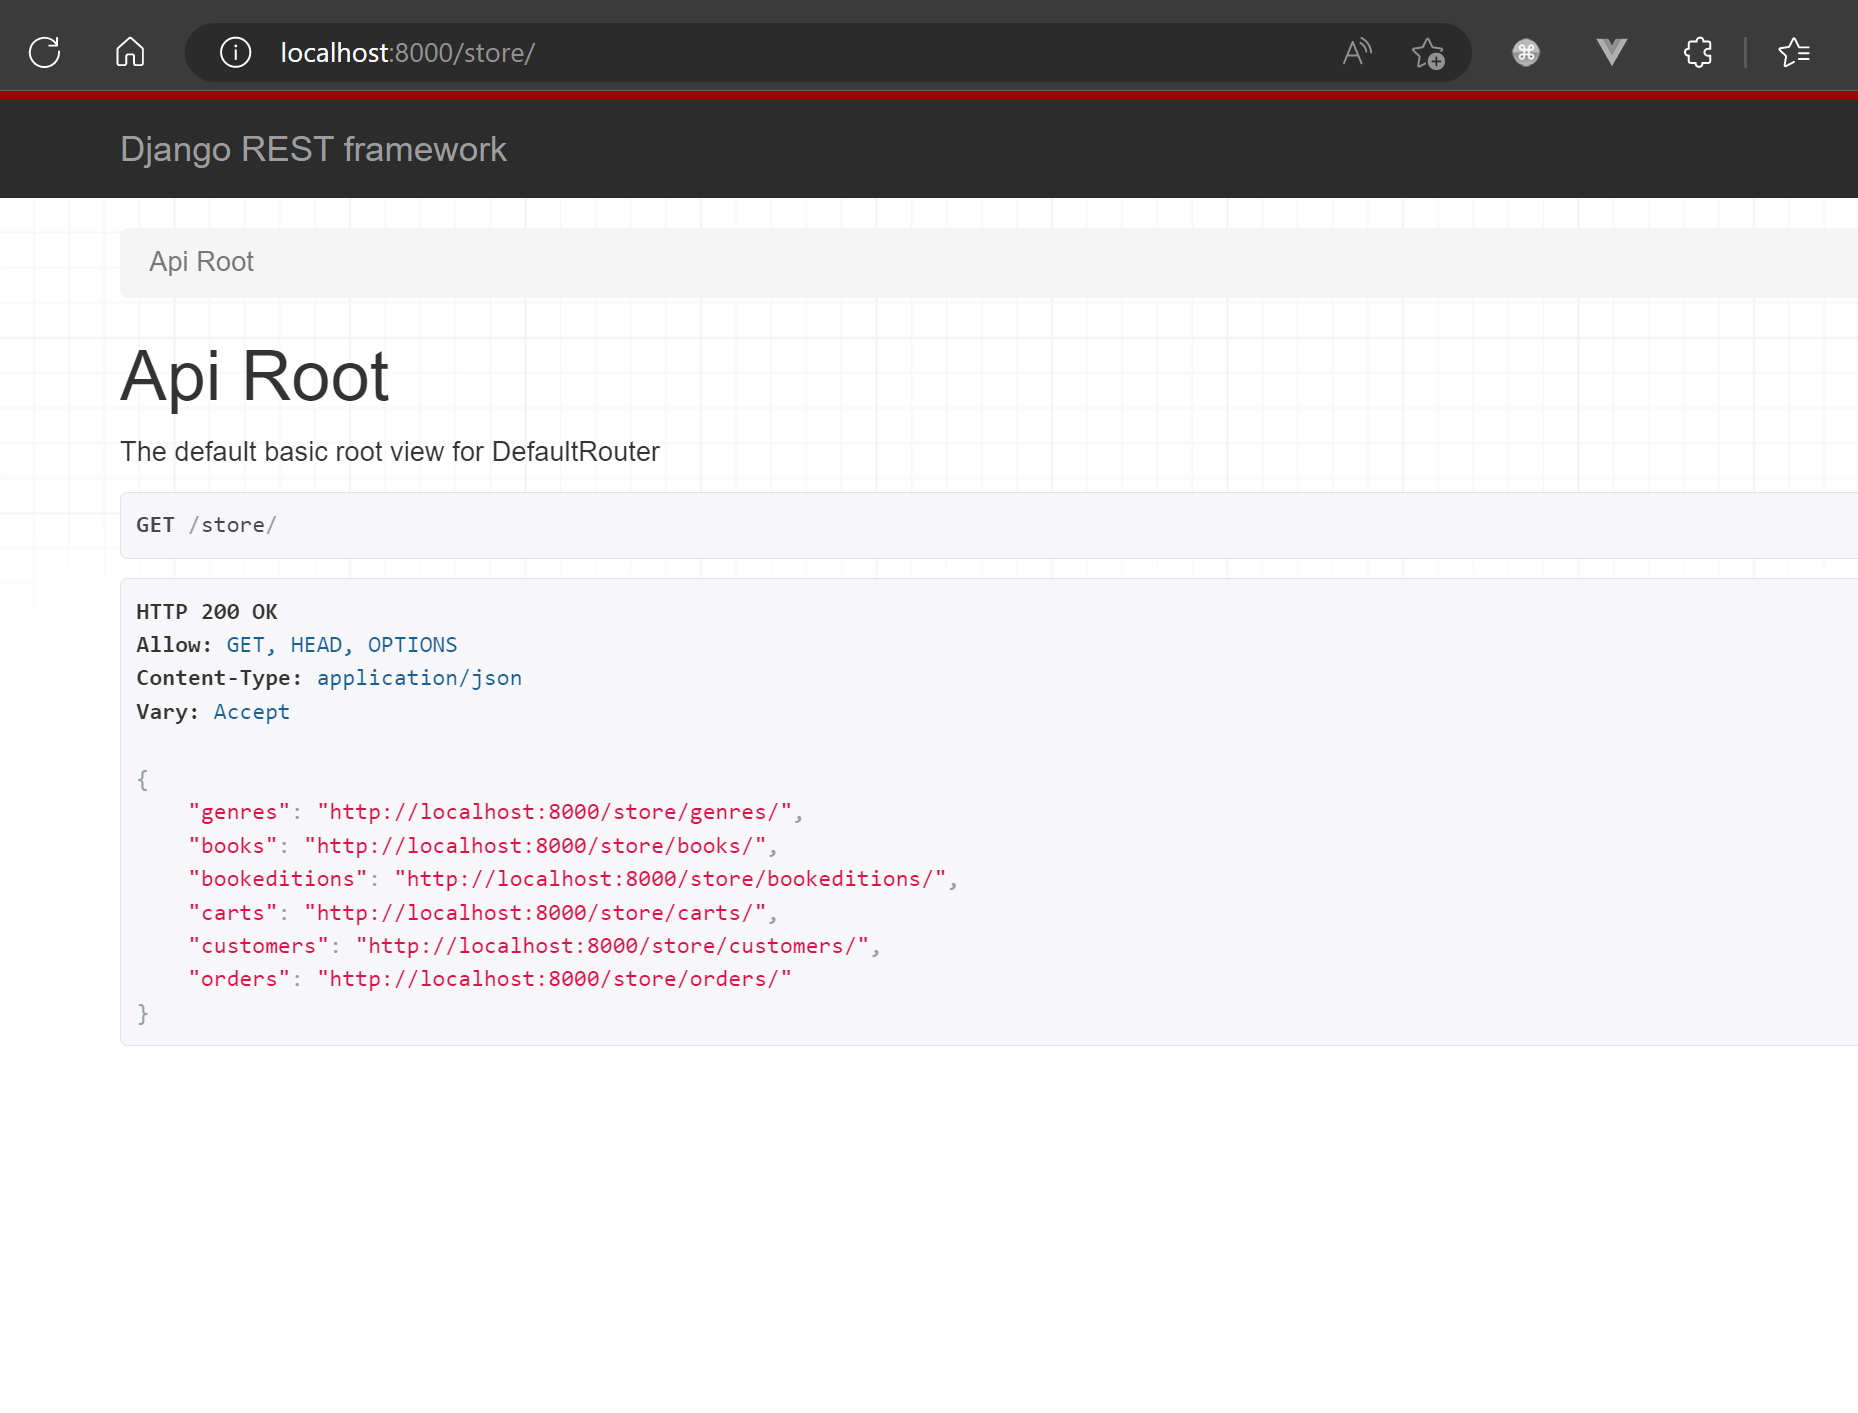 localhost:8000/store/
Django REST framework
Api Root
Api Root
The default basic root view for DefaultRouter
GET /store/
HTTP 200 OK
Allow: GET, HEAD, OPTIONS
Content-Type: application/json
Vary: Accept
{
    "genres": "http://localhost:8000/store/genres/",
    "books": "http://localhost:8000/store/books/",
    "bookeditions": "http://localhost:8000/store/bookeditions/",
    "carts": "http://localhost:8000/store/carts/",
    "customers": "http://localhost:8000/store/customers/",
    "orders": "http://localhost:8000/store/orders/"
}